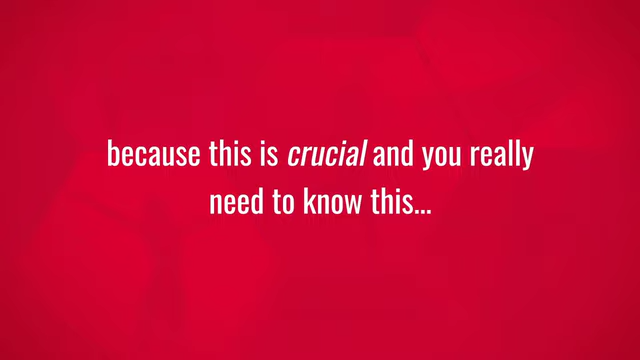 because this is crucial and you really
need to know this...